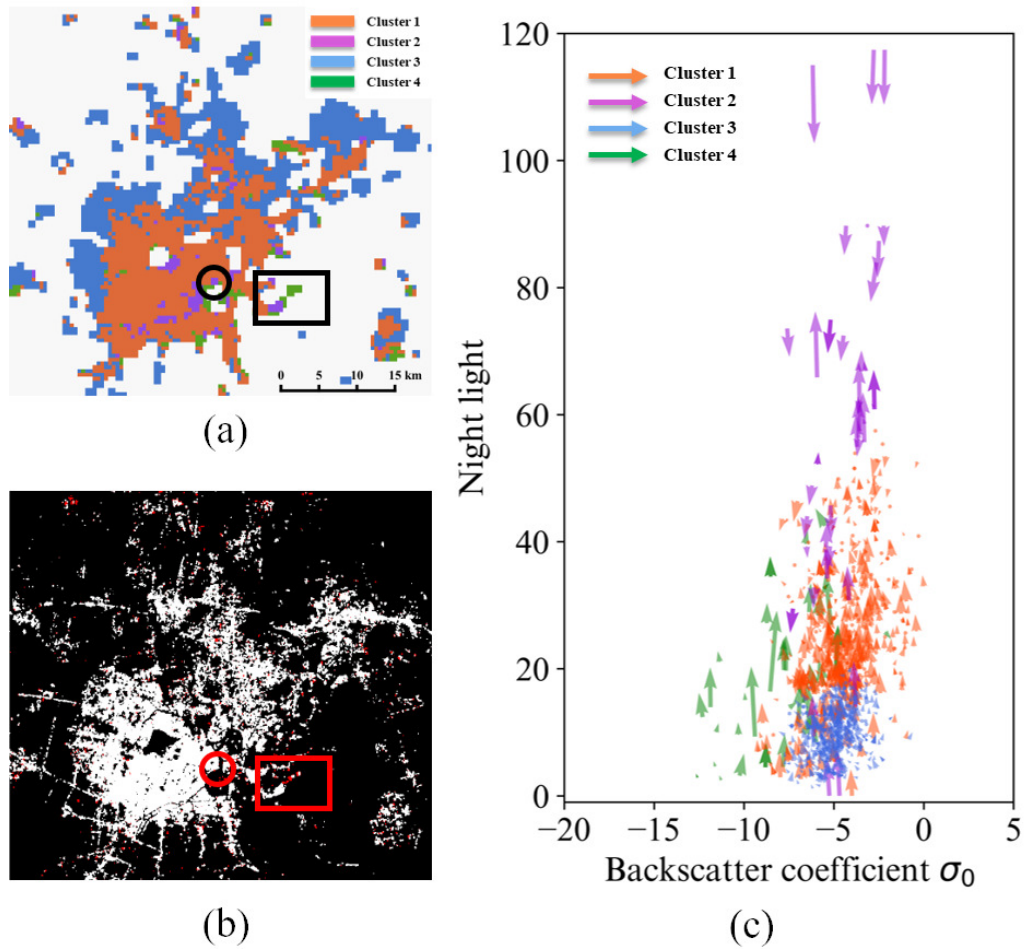 Cluster 1
Cluster 2
Cluster 3
Cluster 4
0 5 10 15 km
(a)
(b)
120
100
80
60
40
20
0
Night light
Cluster 1
Cluster 2
Cluster 3
Cluster 4
−20 −15 −10 −5 0 5
Backscatter coefficient σ0
(c)